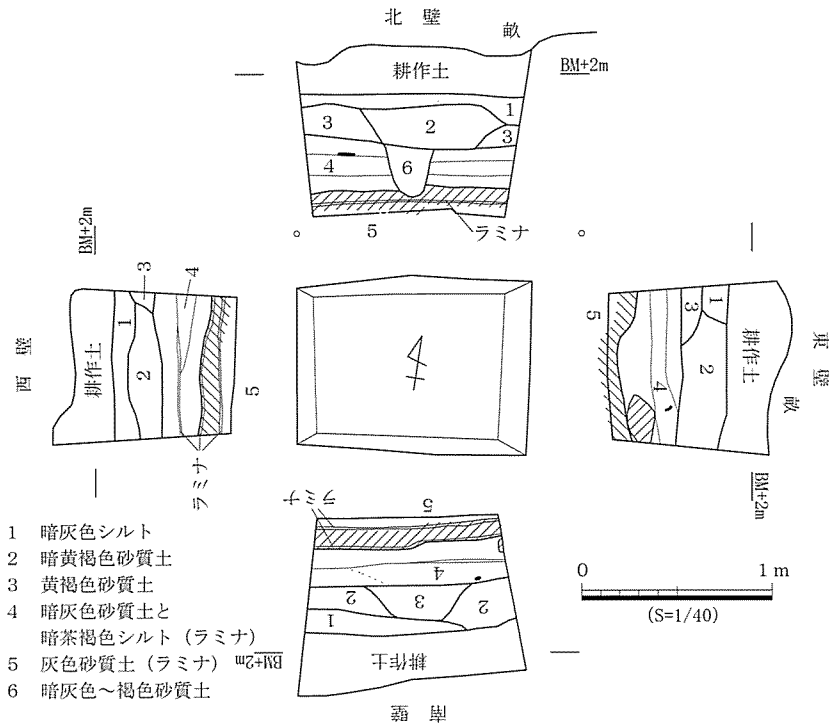 北壁
畝
耕作土
BM+2m
1
3
2
3
4
6
5
ラミナ
BM+2m
西壁
耕作土
1
3
2
4
5
ラミナ
東壁
畝
耕作土
1
3
2
4
5
BM+2m
ラミナ
5
4
2
3
2
1
耕作土
BM+2m
南壁
1 暗灰色シルト
2 暗黄褐色砂質土
3 黄褐色砂質土
4 暗灰色砂質土と
暗茶褐色シルト（ラミナ）
5 灰色砂質土（ラミナ）
6 暗灰色～褐色砂質土
0 1m
(S=1/40)